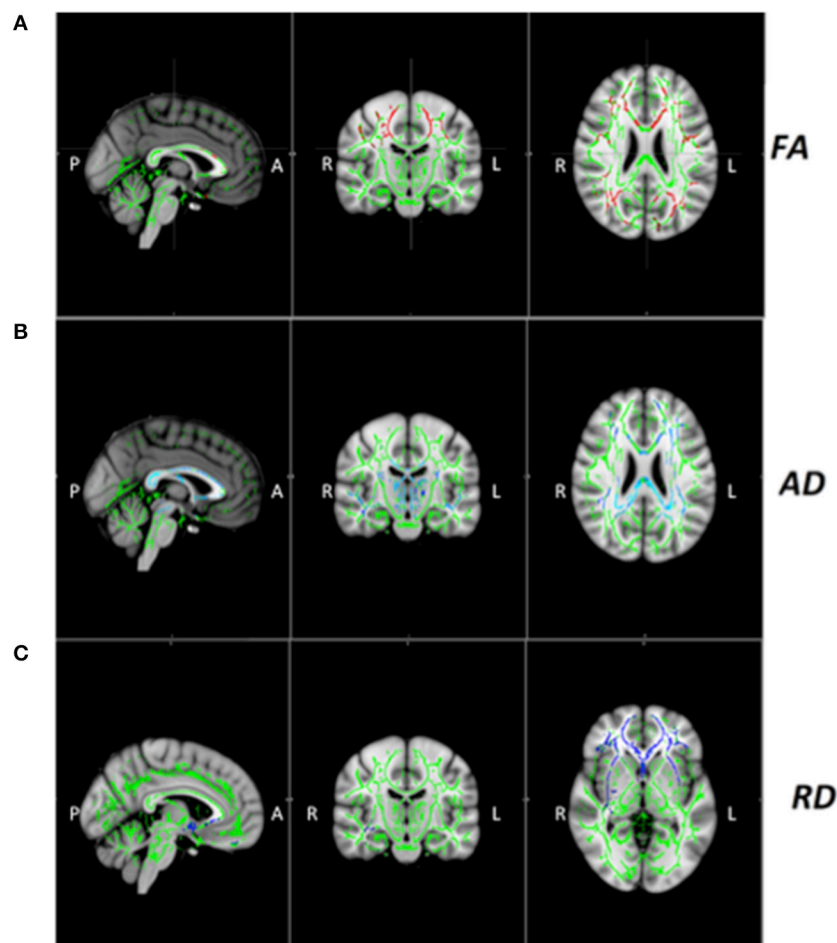 A
P A R L R L FA
B
P A R L R L AD
C
P A R L R L RD